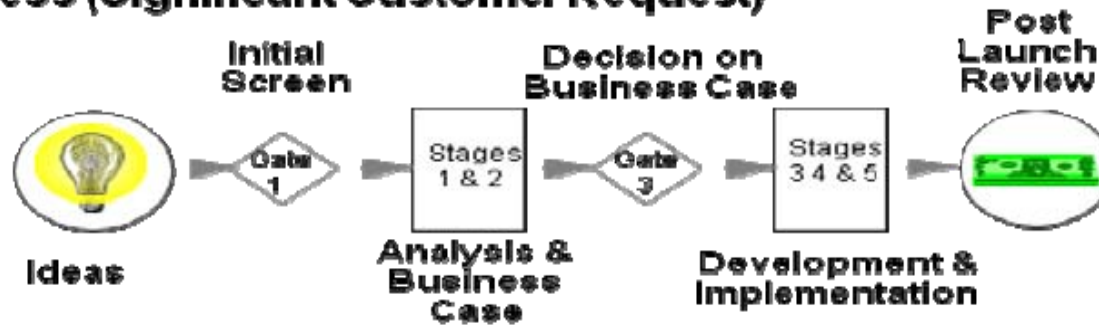 (Significant Customer Request)
Initial
Screen
Decision on
Business Case
Post
Launch
Review
Gate
1
Stages
1 & 2
Gate
3
Stages
3 4 & 5
Ideas
Analysis &
Business
Case
Development &
Implementation